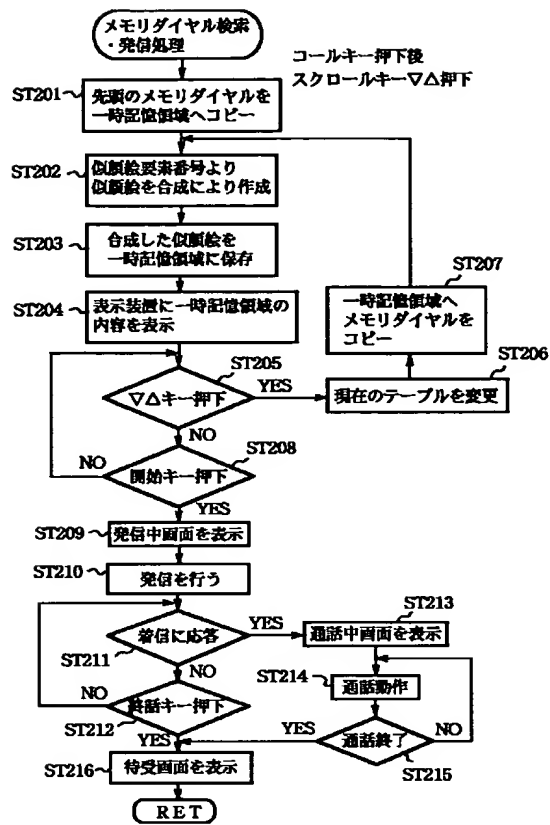 メモリダイヤル検索
・発信処理
コールキー押下後
スクロールキー▽△押下
ST201
先頭のメモリダイヤルを
一時記憶領域へコピー
ST202
似顔絵要素番号より
似顔絵を合成により作成
ST203
合成した似顔絵を
一時記憶領域に保存
ST204
表示装置に一時記憶領域の
内容を表示
ST207
一時記憶領域へ
メモリダイヤルを
コピー
ST205
▽△キー押下
YES
ST206
現在のテーブルを変更
NO
ST208
開始キー押下
NO
YES
ST209
発信中画面を表示
ST210
発信を行う
着信に応答
ST211
YES
ST213
通話中画面を表示
NO
ST214
通話動作
終話キー押下
NO
ST212
YES
通話終了
YES
NO
ST215
ST216
待受画面を表示
RET